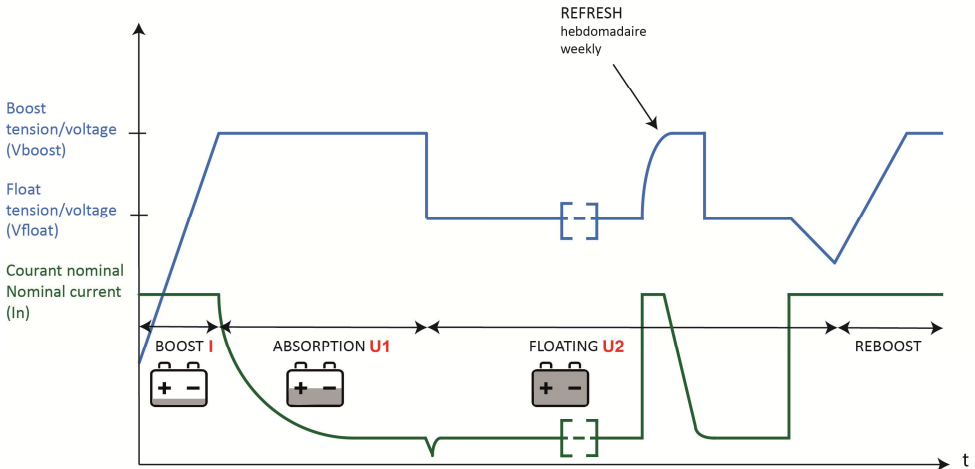 REFRESH
hebdomadaire
weekly
Boost
tension/voltage
(Vboost)
Float
tension/voltage
(Vfloat)
Courant nominal
Nominal current
(In)
BOOST I
ABSORPTION U1
FLOATING U2
REBOOST
+ −
+ −
+ −
t